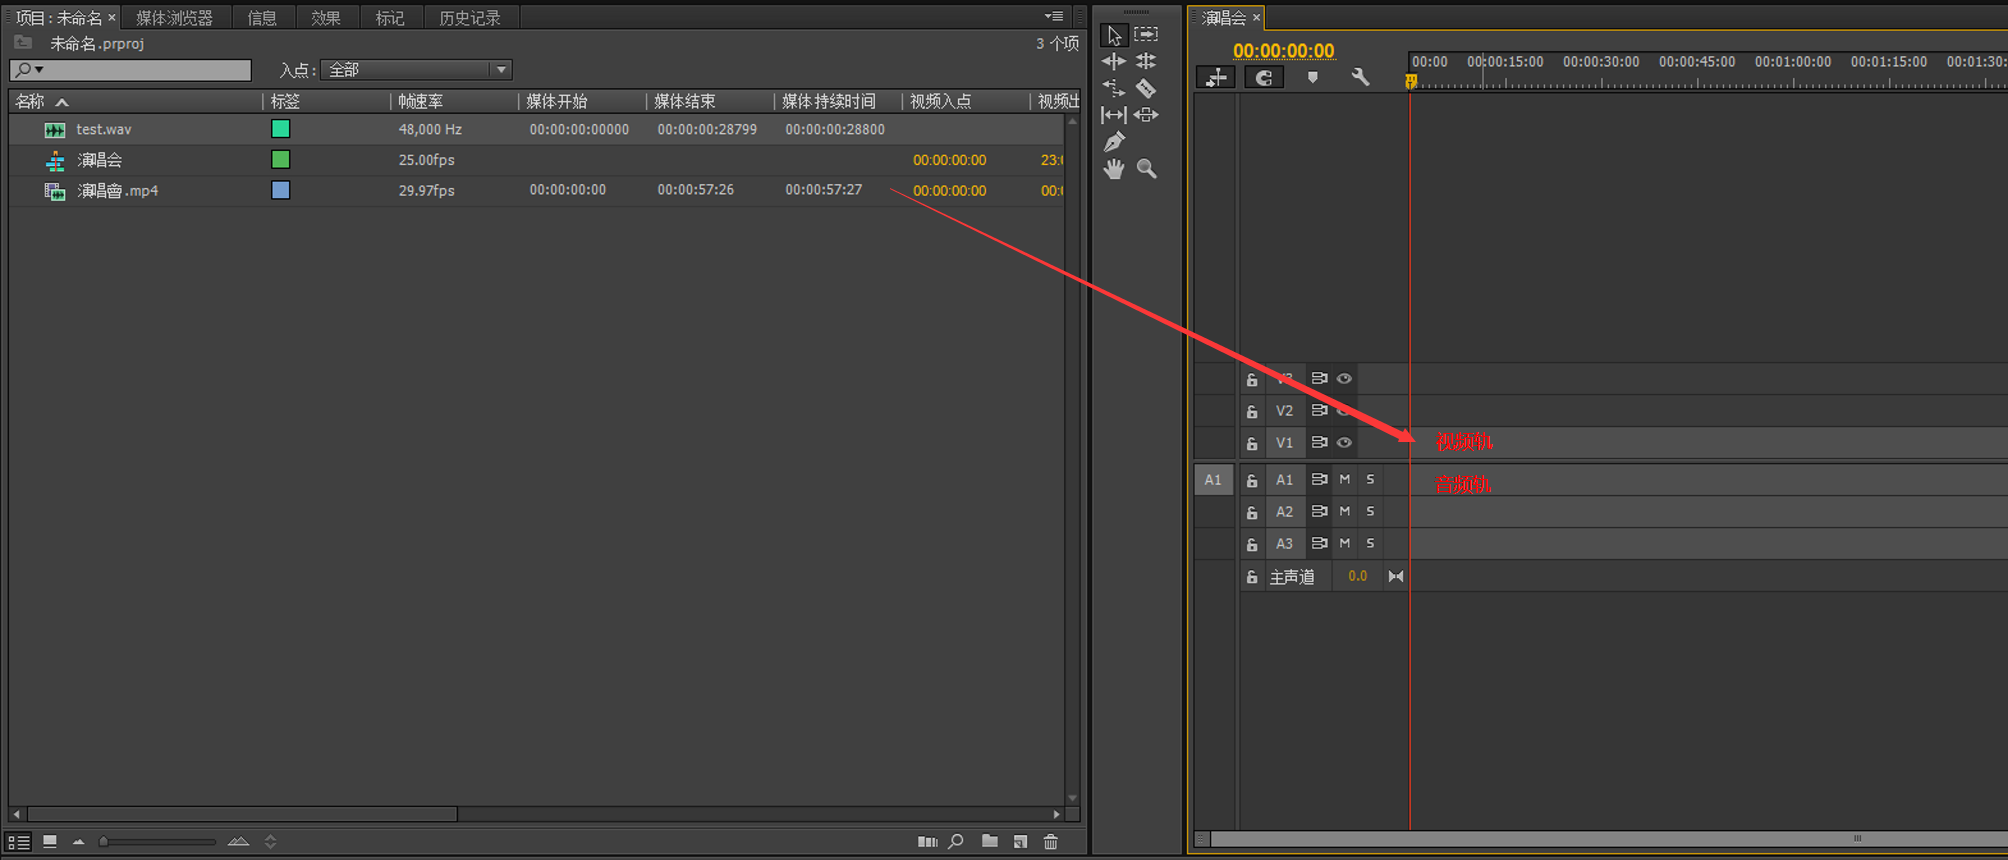 项目: 未命名 × 媒体浏览器 信息 效果 标记 历史记录
未命名.prproj 3 个项
入点: 全部
名称 标签 帧速率 媒体开始 媒体结束 媒体持续时间 视频入点 视频出
test.wav 48,000 Hz 00:00:00:00000 00:00:00:28799 00:00:00:28800
演唱会 25.00fps 00:00:00:00 23:0
演唱會.mp4 29.97fps 00:00:00:00 00:00:57:26 00:00:57:27 00:00:00:00 00:0
演唱会 ×
00:00:00:00
00:00 00:00:15:00 00:00:30:00 00:00:45:00 00:01:00:00 00:01:15:00 00:01:30:
V3
V2
V1 视频轨
A1 A1 M S 音频轨
A2 M S
A3 M S
主声道 0.0